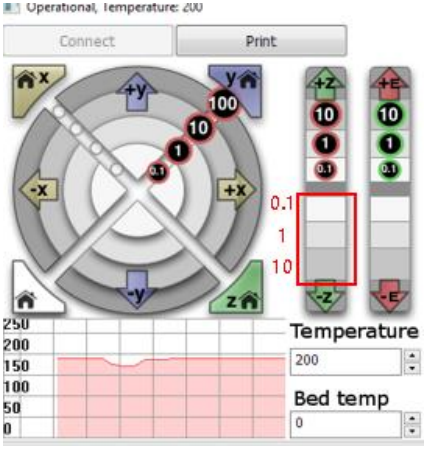 Operational, Temperature: 200
Connect Print
x +y y +Z +E
100
10 10 10
1 1 1
0.1 0.1 0.1
-x +x
0.1
1
10
-y z -Z -E
250
200
150
100
50
0
Temperature
200
Bed temp
0